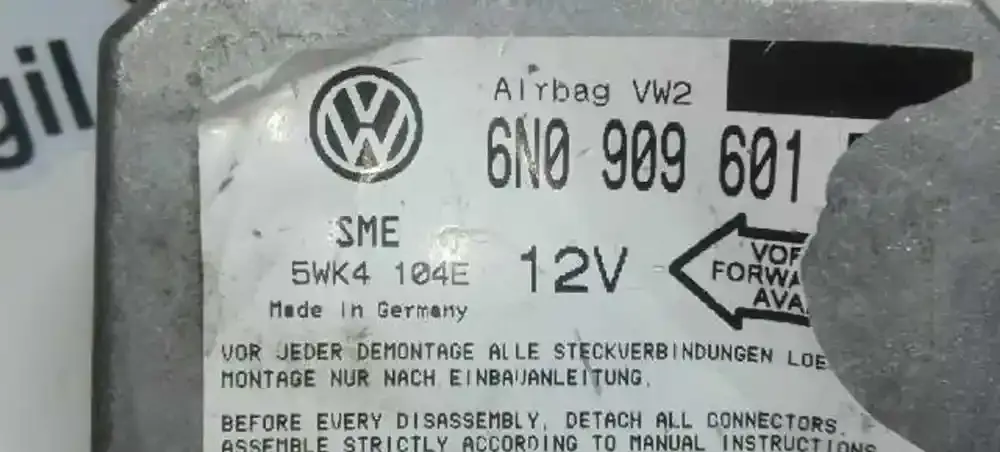 gil
Airbag VW2
6N0 909 601
SME
5WK4 104E
12V
Made in Germany
VOR JEDER DEMONTAGE ALLE STECKVERBINDUNGEN LOE
MONTAGE NUR NACH EINBAUANLEITUNG.
BEFORE EVERY DISASSEMBLY, DETACH ALL CONNECTORS.
ASSEMBLE STRICTLY ACCORDING TO MANUAL INSTRUCTIONS